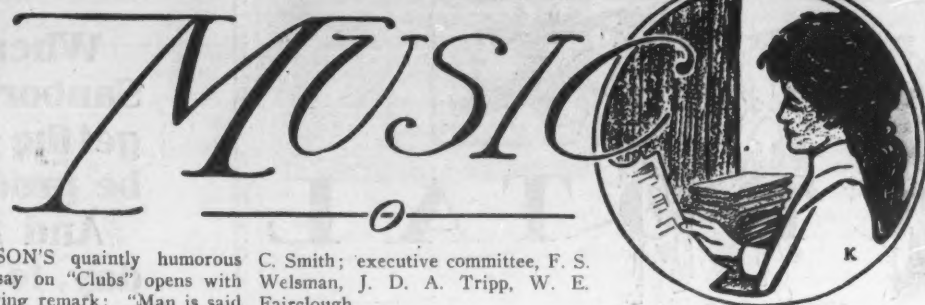 MUSIC
K
SON'S quaintly humorous
say on "Clubs" opens with
ing remark: "Man is said
C. Smith; executive committee, F. S.
Welsman, J. D. A. Tripp, W. E.
Fairclough.